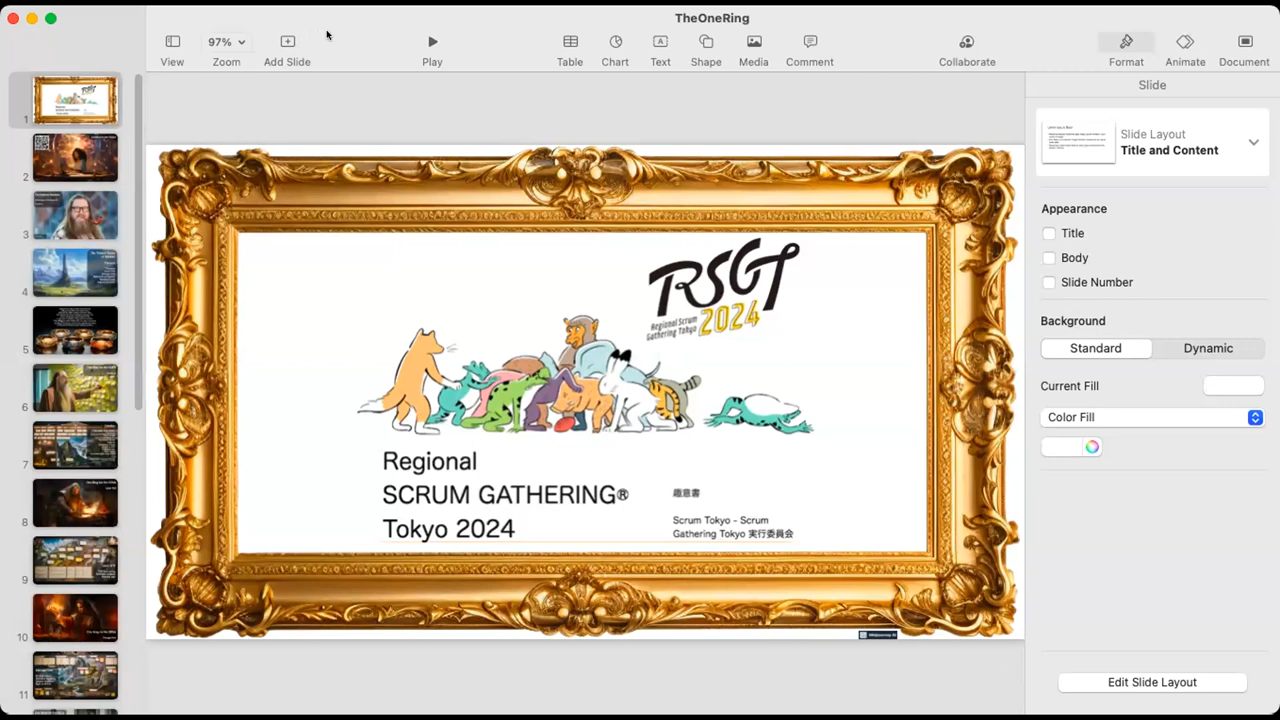 TheOneRing
97%
View
Zoom
Add Slide
Play
Table
Chart
Text
Shape
Media
Comment
Collaborate
Format
Animate
Document
Slide
Slide Layout
Title and Content
Appearance
Title
Body
Slide Number
Background
Standard
Dynamic
Current Fill
Color Fill
Edit Slide Layout
1
2
3
4
5
6
7
8
9
10
11
RSGT
Regional Scrum
Gathering Tokyo
2024
Regional
SCRUM GATHERING®
Tokyo 2024
趣意書
Scrum Tokyo - Scrum
Gathering Tokyo 実行委員会
Midjourney AI